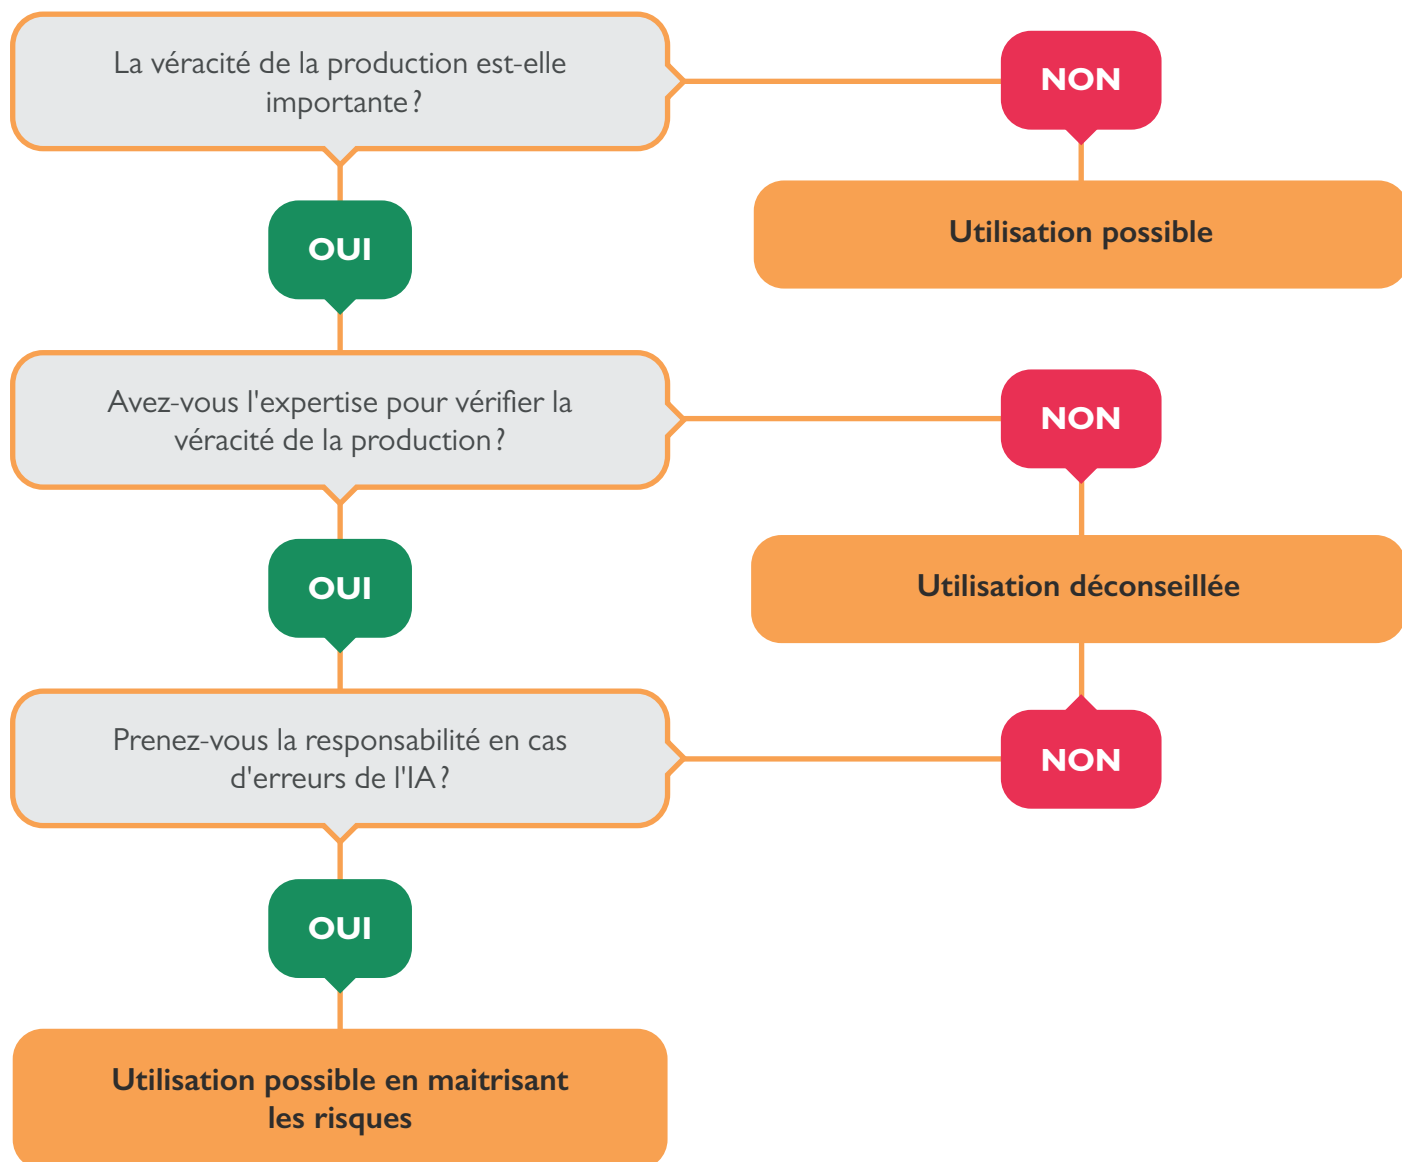 La véracité de la production est-elle
importante ?
NON
Utilisation possible
OUI
Avez-vous l'expertise pour vérifier la
véracité de la production ?
NON
Utilisation déconseillée
OUI
Prenez-vous la responsabilité en cas
d'erreurs de l'IA ?
NON
OUI
Utilisation possible en maitrisant
les risques